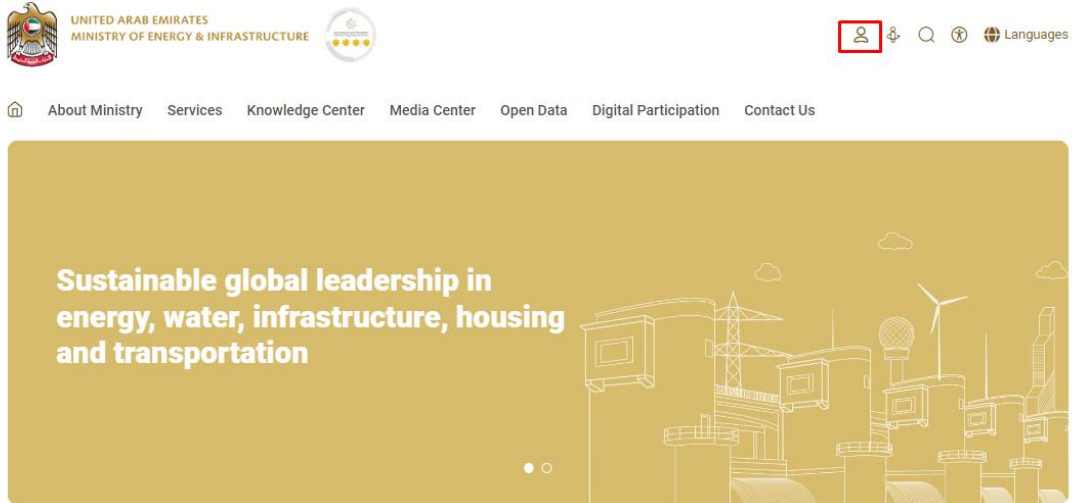 UNITED ARAB EMIRATES
MINISTRY OF ENERGY & INFRASTRUCTURE
Languages
About Ministry
Services
Knowledge Center
Media Center
Open Data
Digital Participation
Contact Us
Sustainable global leadership in
energy, water, infrastructure, housing
and transportation